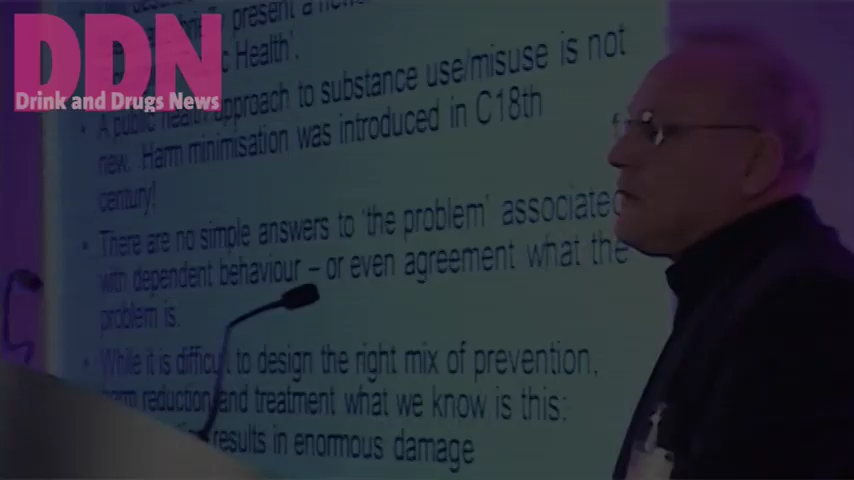 DDN
Drink and Drugs News
present a
c Health'.
• A public health approach to substance use/misuse is not
new. Harm minimisation was introduced in C18th
century!
• There are no simple answers to 'the problem' associated
with dependent behaviour – or even agreement what the
problem is.
• While it is difficult to design the right mix of prevention,
harm reduction and treatment what we know is this:
results in enormous damage